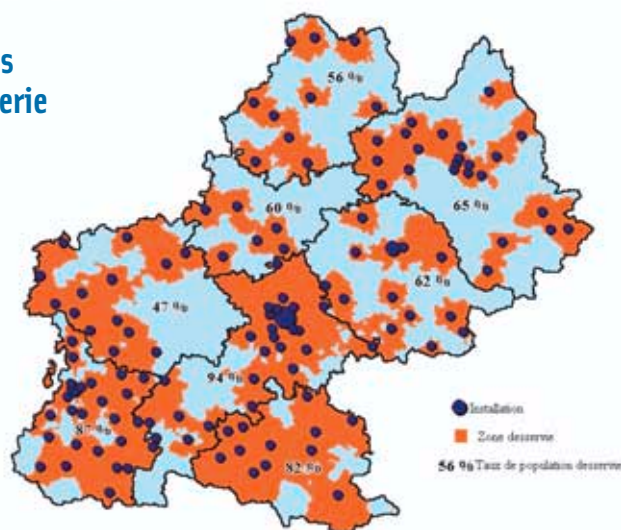 s
erie
56 %
60 %
65 %
62 %
47 %
94 %
87 %
82 %
Installation
Zone desservie
56 % Taux de population desservie